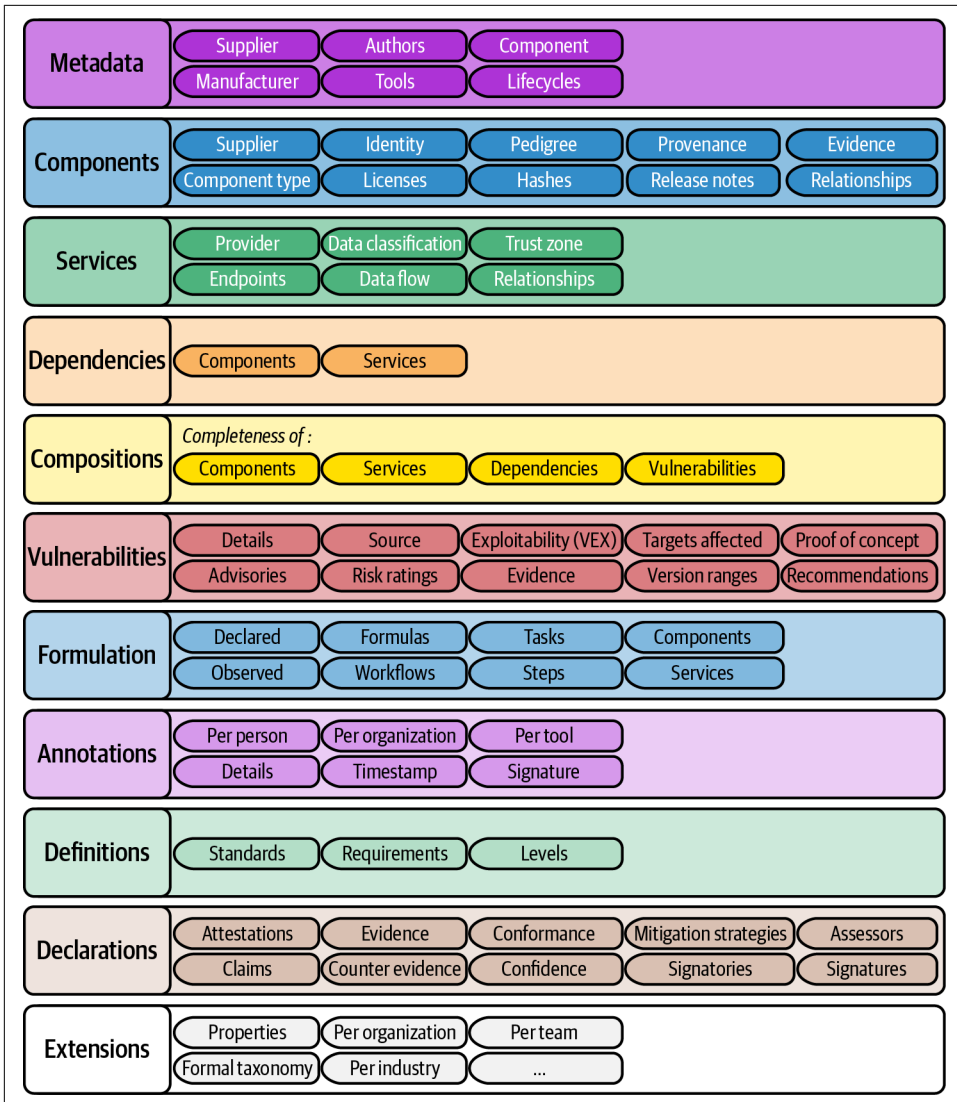 Metadata
Supplier Authors Component
Manufacturer Tools Lifecycles
Components
Supplier Identity Pedigree Provenance Evidence
Component type Licenses Hashes Release notes Relationships
Services
Provider Data classification Trust zone
Endpoints Data flow Relationships
Dependencies
Components Services
Compositions
Completeness of :
Components Services Dependencies Vulnerabilities
Vulnerabilities
Details Source Exploitability (VEX) Targets affected Proof of concept
Advisories Risk ratings Evidence Version ranges Recommendations
Formulation
Declared Formulas Tasks Components
Observed Workflows Steps Services
Annotations
Per person Per organization Per tool
Details Timestamp Signature
Definitions
Standards Requirements Levels
Declarations
Attestations Evidence Conformance Mitigation strategies Assessors
Claims Counter evidence Confidence Signatories Signatures
Extensions
Properties Per organization Per team
Formal taxonomy Per industry ...